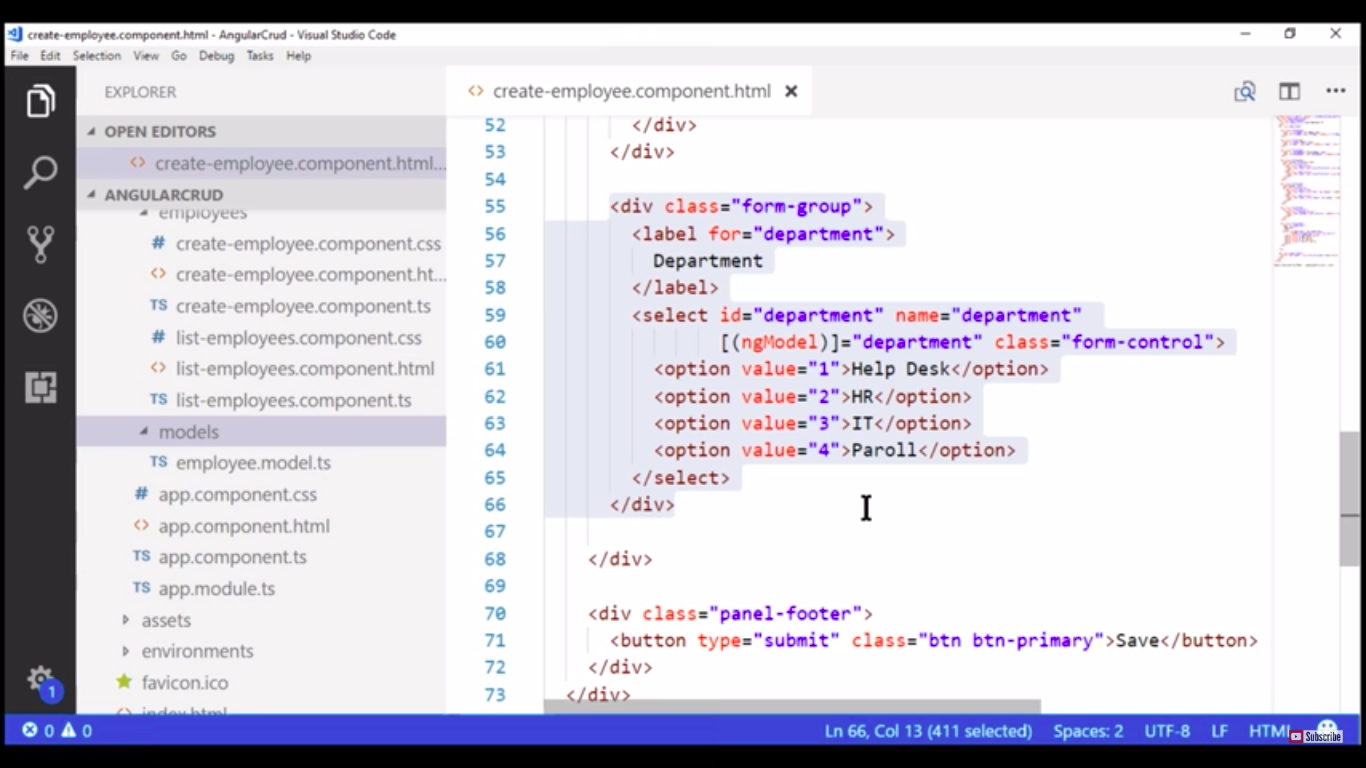 create-employee.component.html - AngularCrud - Visual Studio Code
File Edit Selection View Go Debug Tasks Help
EXPLORER
OPEN EDITORS
create-employee.component.html...
ANGULARCRUD
employees
# create-employee.component.css
<> create-employee.component.ht...
TS create-employee.component.ts
# list-employees.component.css
<> list-employees.component.html
TS list-employees.component.ts
models
TS employee.model.ts
# app.component.css
<> app.component.html
TS app.component.ts
TS app.module.ts
assets
environments
favicon.ico
index.html
1
create-employee.component.html
52 </div>
53 </div>
54
55 <div class="form-group">
56 <label for="department">
57 Department
58 </label>
59 <select id="department" name="department"
60 [(ngModel)]="department" class="form-control">
61 <option value="1">Help Desk</option>
62 <option value="2">HR</option>
63 <option value="3">IT</option>
64 <option value="4">Paroll</option>
65 </select>
66 </div>
67
68 </div>
69
70 <div class="panel-footer">
71 <button type="submit" class="btn btn-primary">Save</button>
72 </div>
73 </div>
0 0 Ln 66, Col 13 (411 selected) Spaces: 2 UTF-8 LF HTML
Subscribe